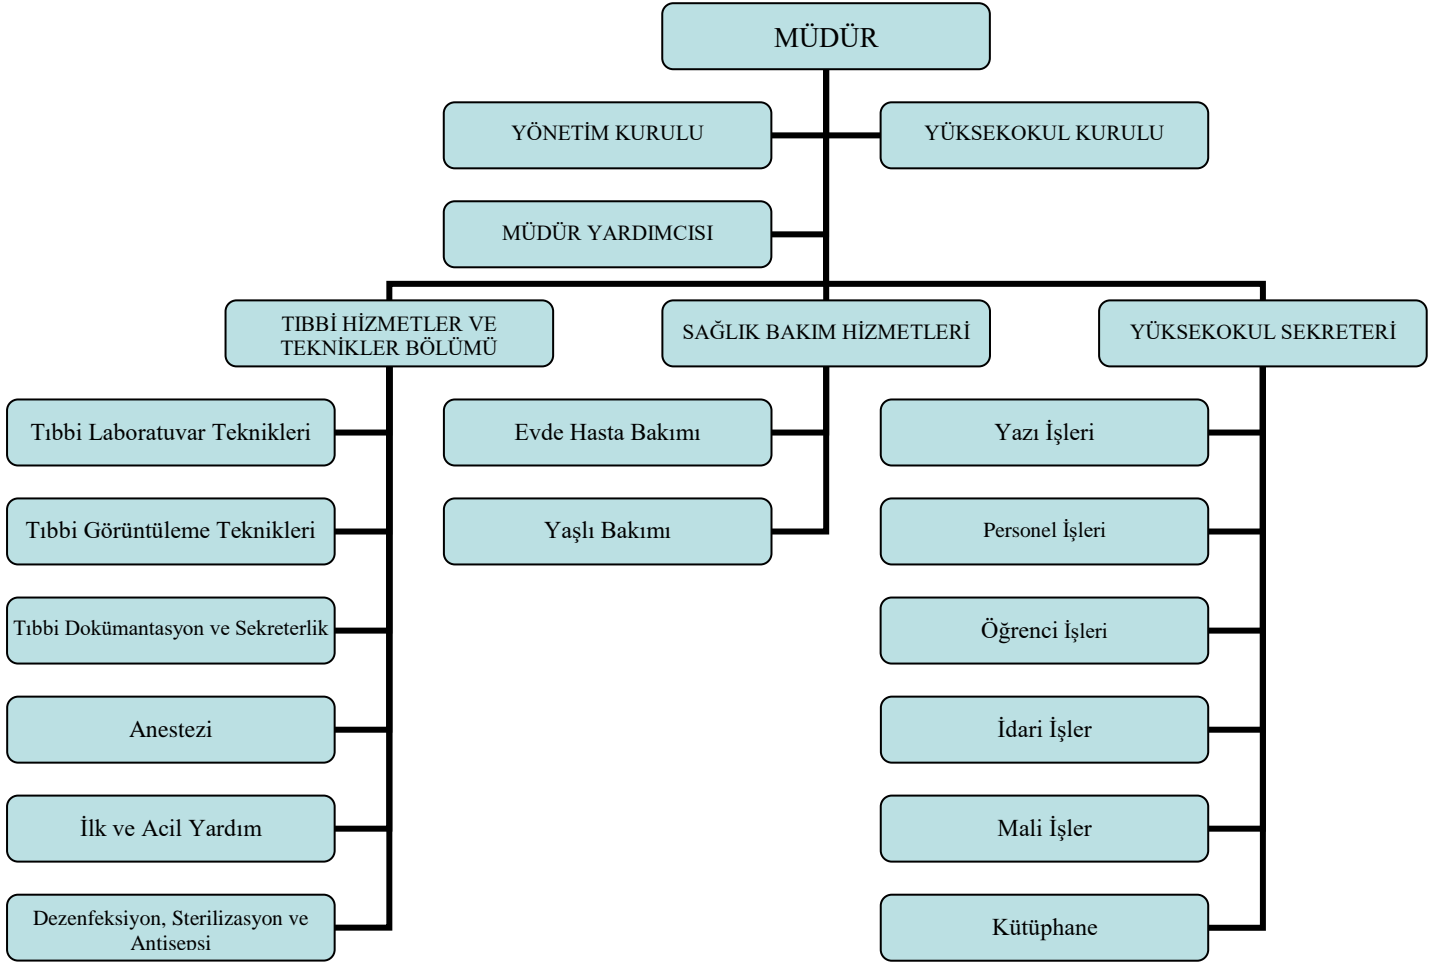 MÜDÜR
YÖNETİM KURULU
YÜKSEKOKUL KURULU
MÜDÜR YARDIMCISI
TIBBİ HİZMETLER VE
TEKNİKLER BÖLÜMÜ
SAĞLIK BAKIM HİZMETLERİ
YÜKSEKOKUL SEKRETERİ
Tıbbi Laboratuvar Teknikleri
Evde Hasta Bakımı
Yazı İşleri
Tıbbi Görüntüleme Teknikleri
Yaşlı Bakımı
Personel İşleri
Tıbbi Dokümantasyon ve Sekreterlik
Öğrenci İşleri
Anestezi
İdari İşler
İlk ve Acil Yardım
Mali İşler
Dezenfeksiyon, Sterilizasyon ve
Antisepsi
Kütüphane